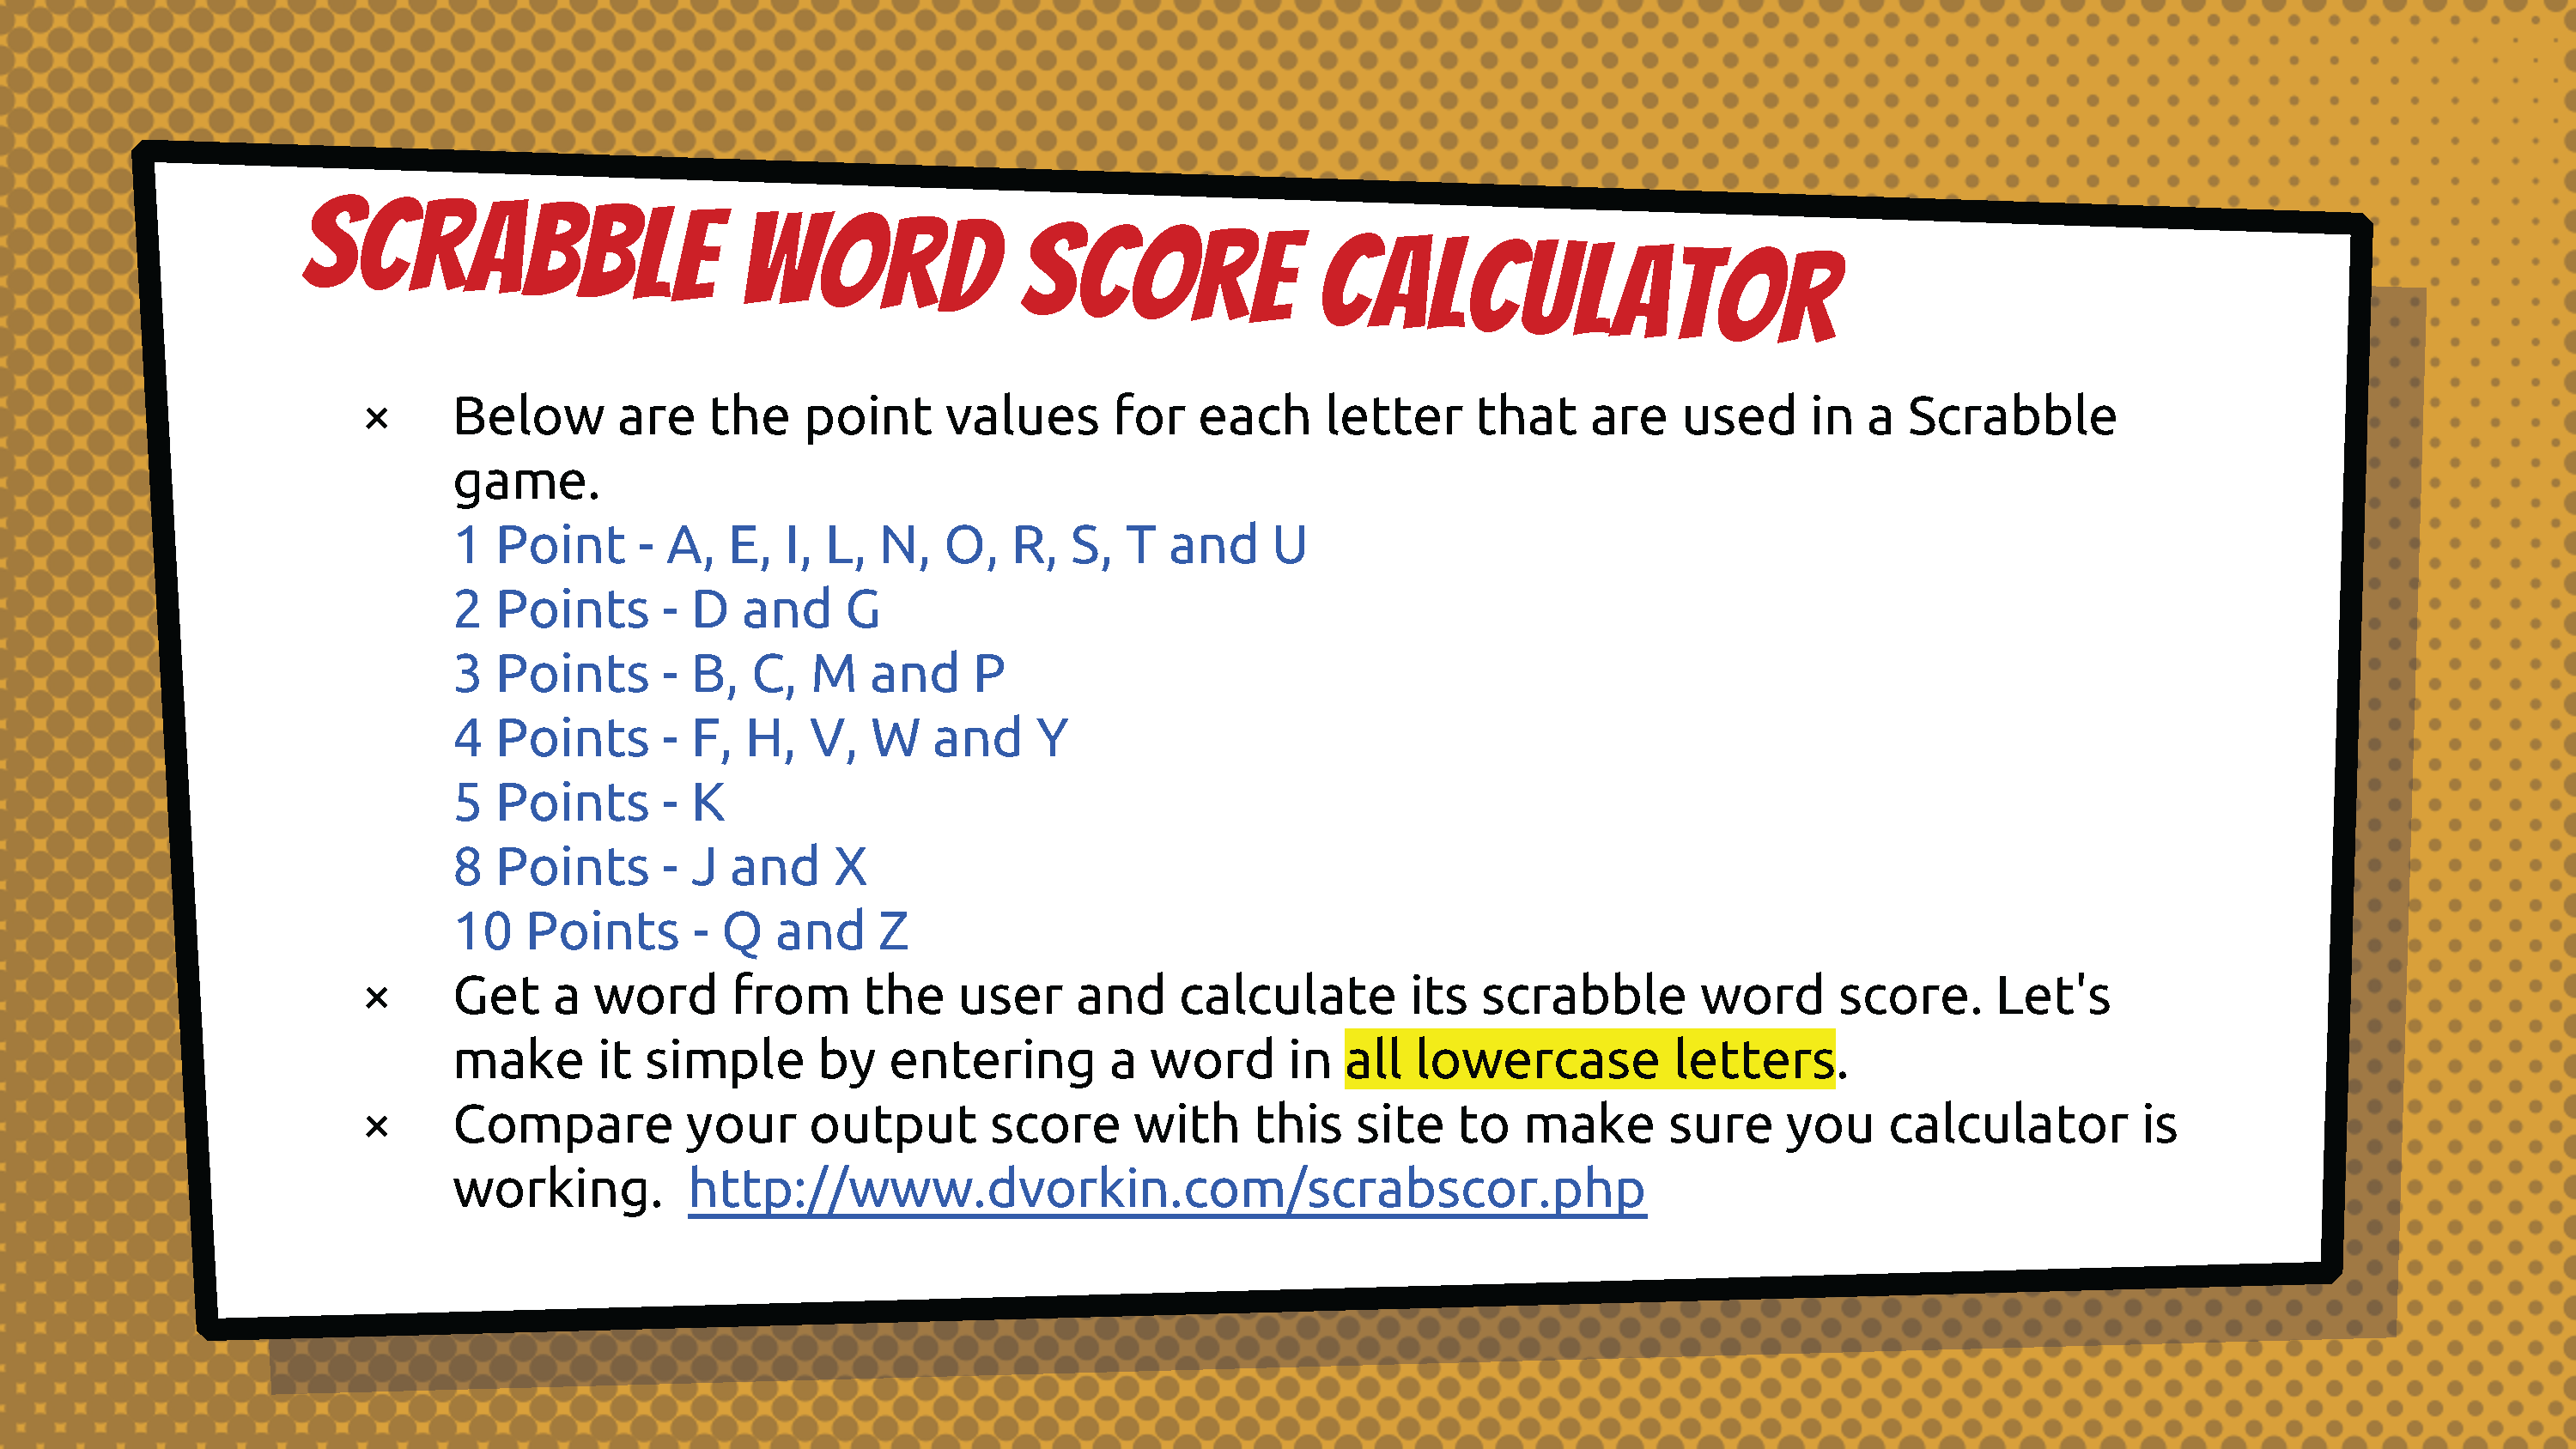 SCRABBLE WORD SCORE CALCULATOR
× Below are the point values for each letter that are used in a Scrabble
game.
1 Point - A, E, I, L, N, O, R, S, T and U
2 Points - D and G
3 Points - B, C, M and P
4 Points - F, H, V, W and Y
5 Points - K
8 Points - J and X
10 Points - Q and Z
× Get a word from the user and calculate its scrabble word score. Let's
make it simple by entering a word in all lowercase letters.
× Compare your output score with this site to make sure you calculator is
working. http://www.dvorkin.com/scrabscor.php